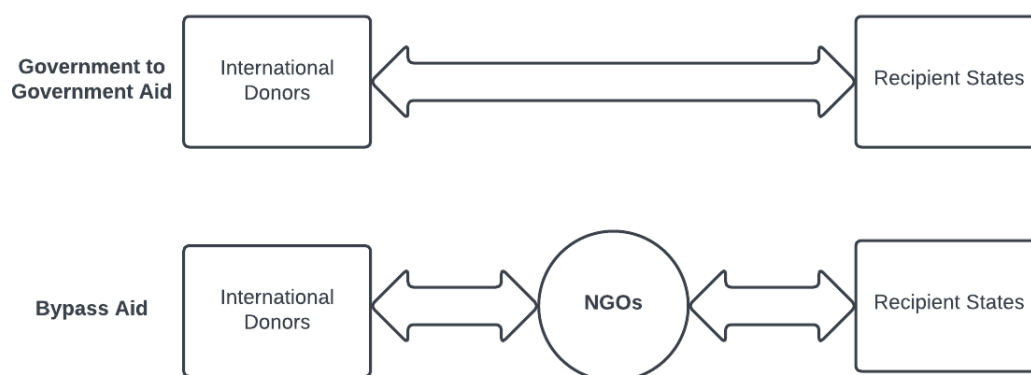 Government to
Government Aid
International
Donors
Recipient States
Bypass Aid
International
Donors
NGOs
Recipient States